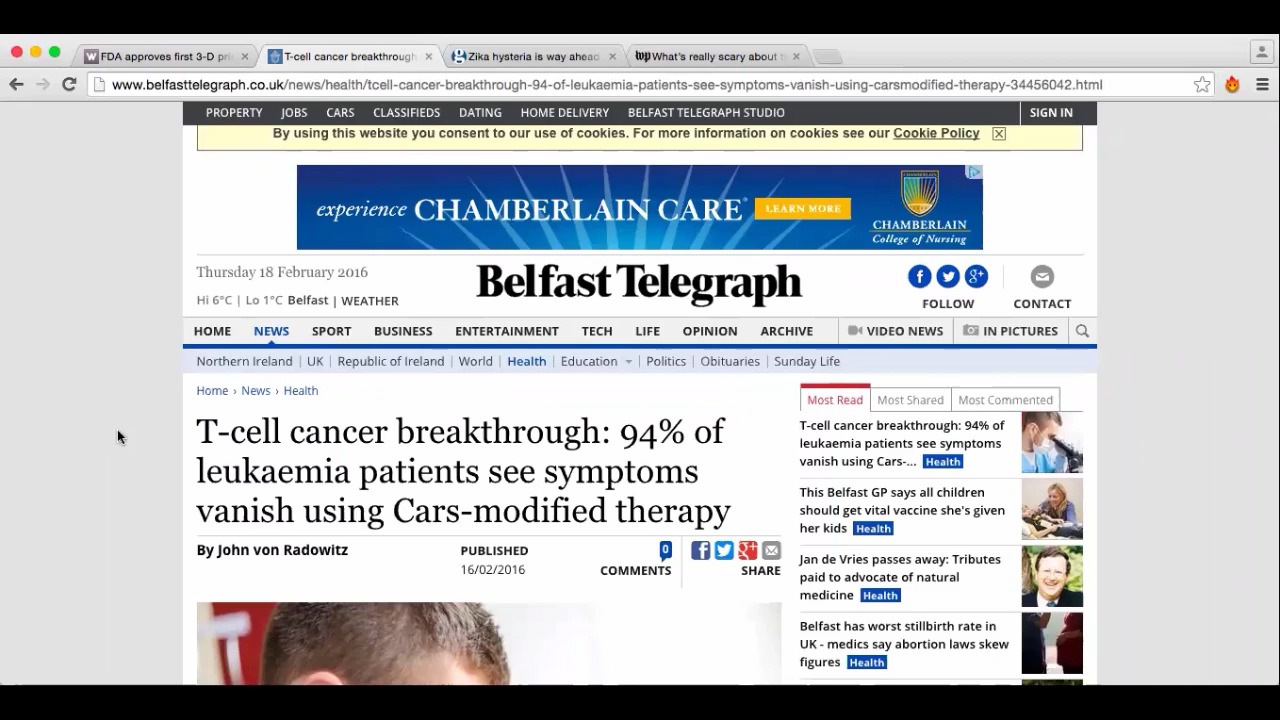 FDA approves first 3-D pri
T-cell cancer breakthrough
Zika hysteria is way ahead
wp What's really scary about t
www.belfasttelegraph.co.uk/news/health/tcell-cancer-breakthrough-94-of-leukaemia-patients-see-symptoms-vanish-using-carsmodified-therapy-34456042.html
PROPERTY JOBS CARS CLASSIFIEDS DATING HOME DELIVERY BELFAST TELEGRAPH STUDIO SIGN IN
By using this website you consent to our use of cookies. For more information on cookies see our Cookie Policy
experience CHAMBERLAIN CARE® LEARN MORE
CHAMBERLAIN
College of Nursing
Thursday 18 February 2016
Hi 6°C | Lo 1°C Belfast | WEATHER
Belfast Telegraph
FOLLOW CONTACT
HOME NEWS SPORT BUSINESS ENTERTAINMENT TECH LIFE OPINION ARCHIVE VIDEO NEWS IN PICTURES
Northern Ireland | UK | Republic of Ireland | World | Health | Education | Politics | Obituaries | Sunday Life
Home › News › Health
T-cell cancer breakthrough: 94% of
leukaemia patients see symptoms
vanish using Cars-modified therapy
By John von Radowitz
PUBLISHED
16/02/2016
0
COMMENTS
SHARE
Most Read Most Shared Most Commented
T-cell cancer breakthrough: 94% of
leukaemia patients see symptoms
vanish using Cars-... Health
This Belfast GP says all children
should get vital vaccine she's given
her kids Health
Jan de Vries passes away: Tributes
paid to advocate of natural
medicine Health
Belfast has worst stillbirth rate in
UK - medics say abortion laws skew
figures Health